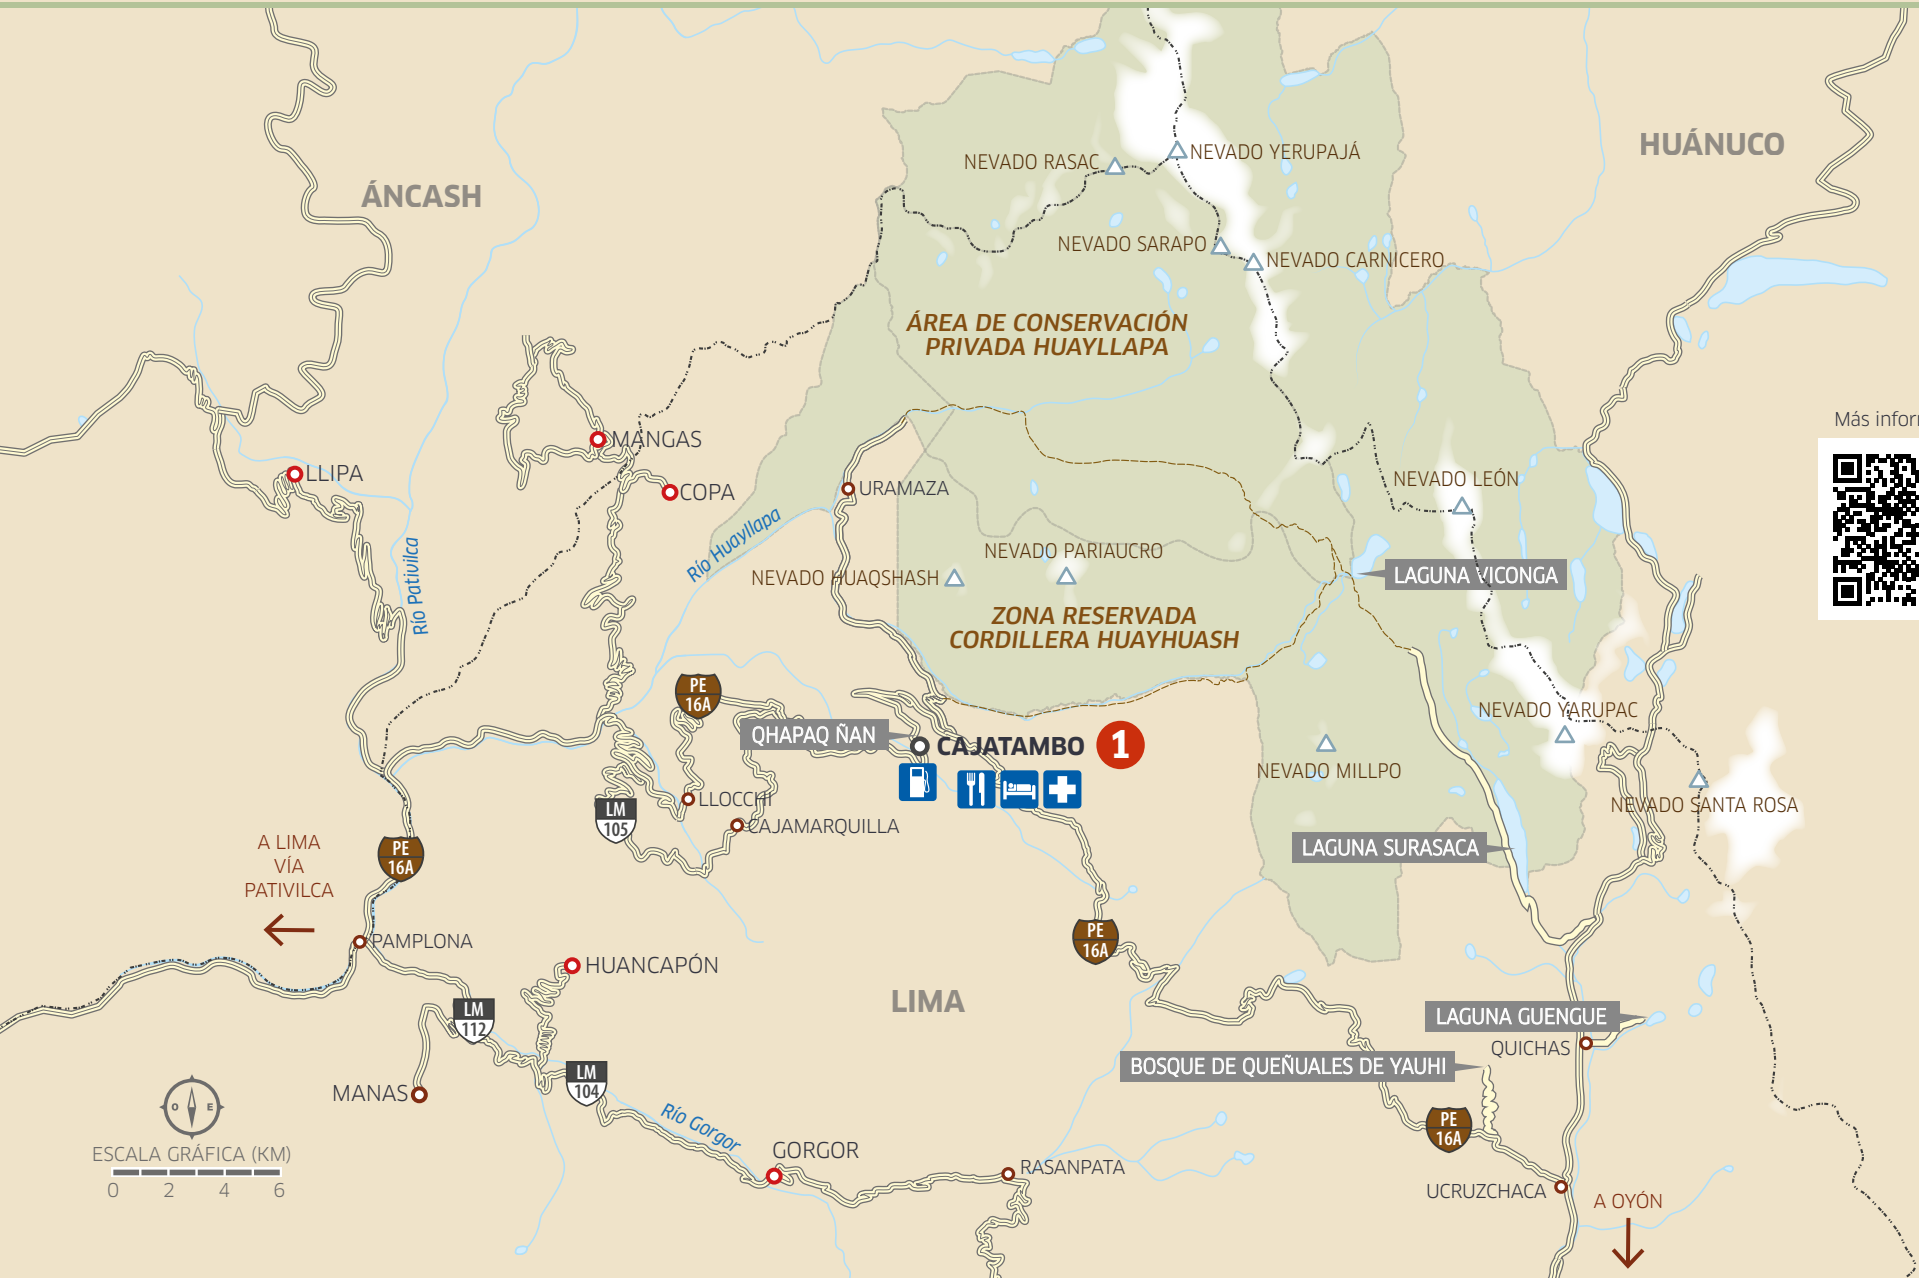 HUÁNUCO
NEVADO RASAC
NEVADO YERUPAJÁ
ÁNCASH
NEVADO SARAPO
NEVADO CARNICERO
ÁREA DE CONSERVACIÓN
PRIVADA HUAYLLAPA
Más inforr
MANGAS
LLIPA
COPA
URAMAZA
NEVADO LEÓN
Río Huayllapa
Río Pativilca
NEVADO PARIAUCRO
NEVADO HUAQSHASH
LAGUNA VICONGA
ZONA RESERVADA
CORDILLERA HUAYHUASH
PE
16A
NEVADO YARUPAC
QHAPAQ ÑAN
CAJATAMBO
1
NEVADO MILLPO
NEVADO SANTA ROSA
LLOCCHI
LM
105
CAJAMARQUILLA
A LIMA
VÍA
PATIVILCA
PE
16A
LAGUNA SURASACA
PAMPLONA
PE
16A
HUANCAPÓN
LIMA
LM
112
LAGUNA GUENGUE
QUICHAS
BOSQUE DE QUEÑUALES DE YAUHI
LM
104
MANAS
O E
Río Gorgor
PE
16A
ESCALA GRÁFICA (KM)
0 2 4 6
GORGOR
RASANPATA
UCRUZCHACA
A OYÓN